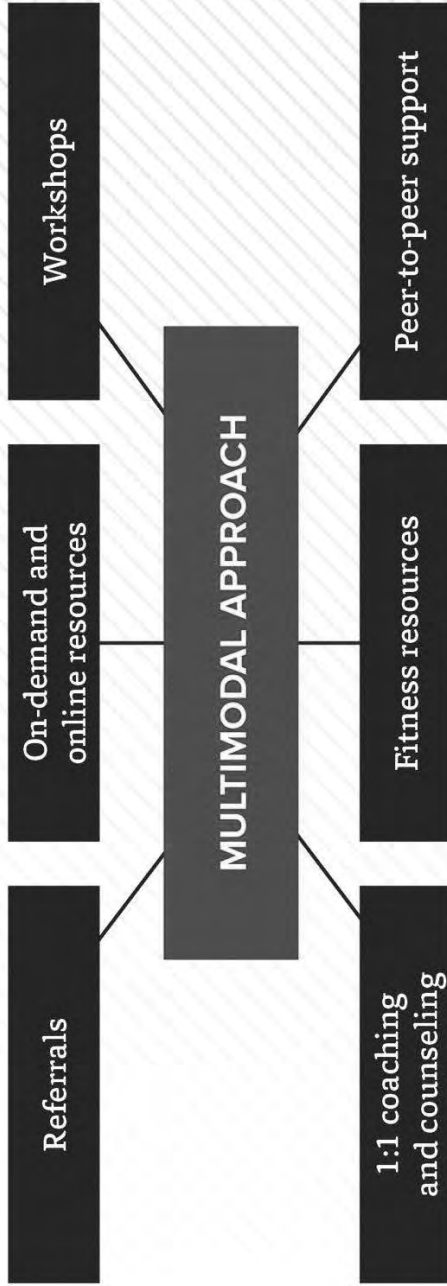 Referrals
On-demand and
online resources
Workshops
MULTIMODAL APPROACH
1:1 coaching
and counseling
Fitness resources
Peer-to-peer support